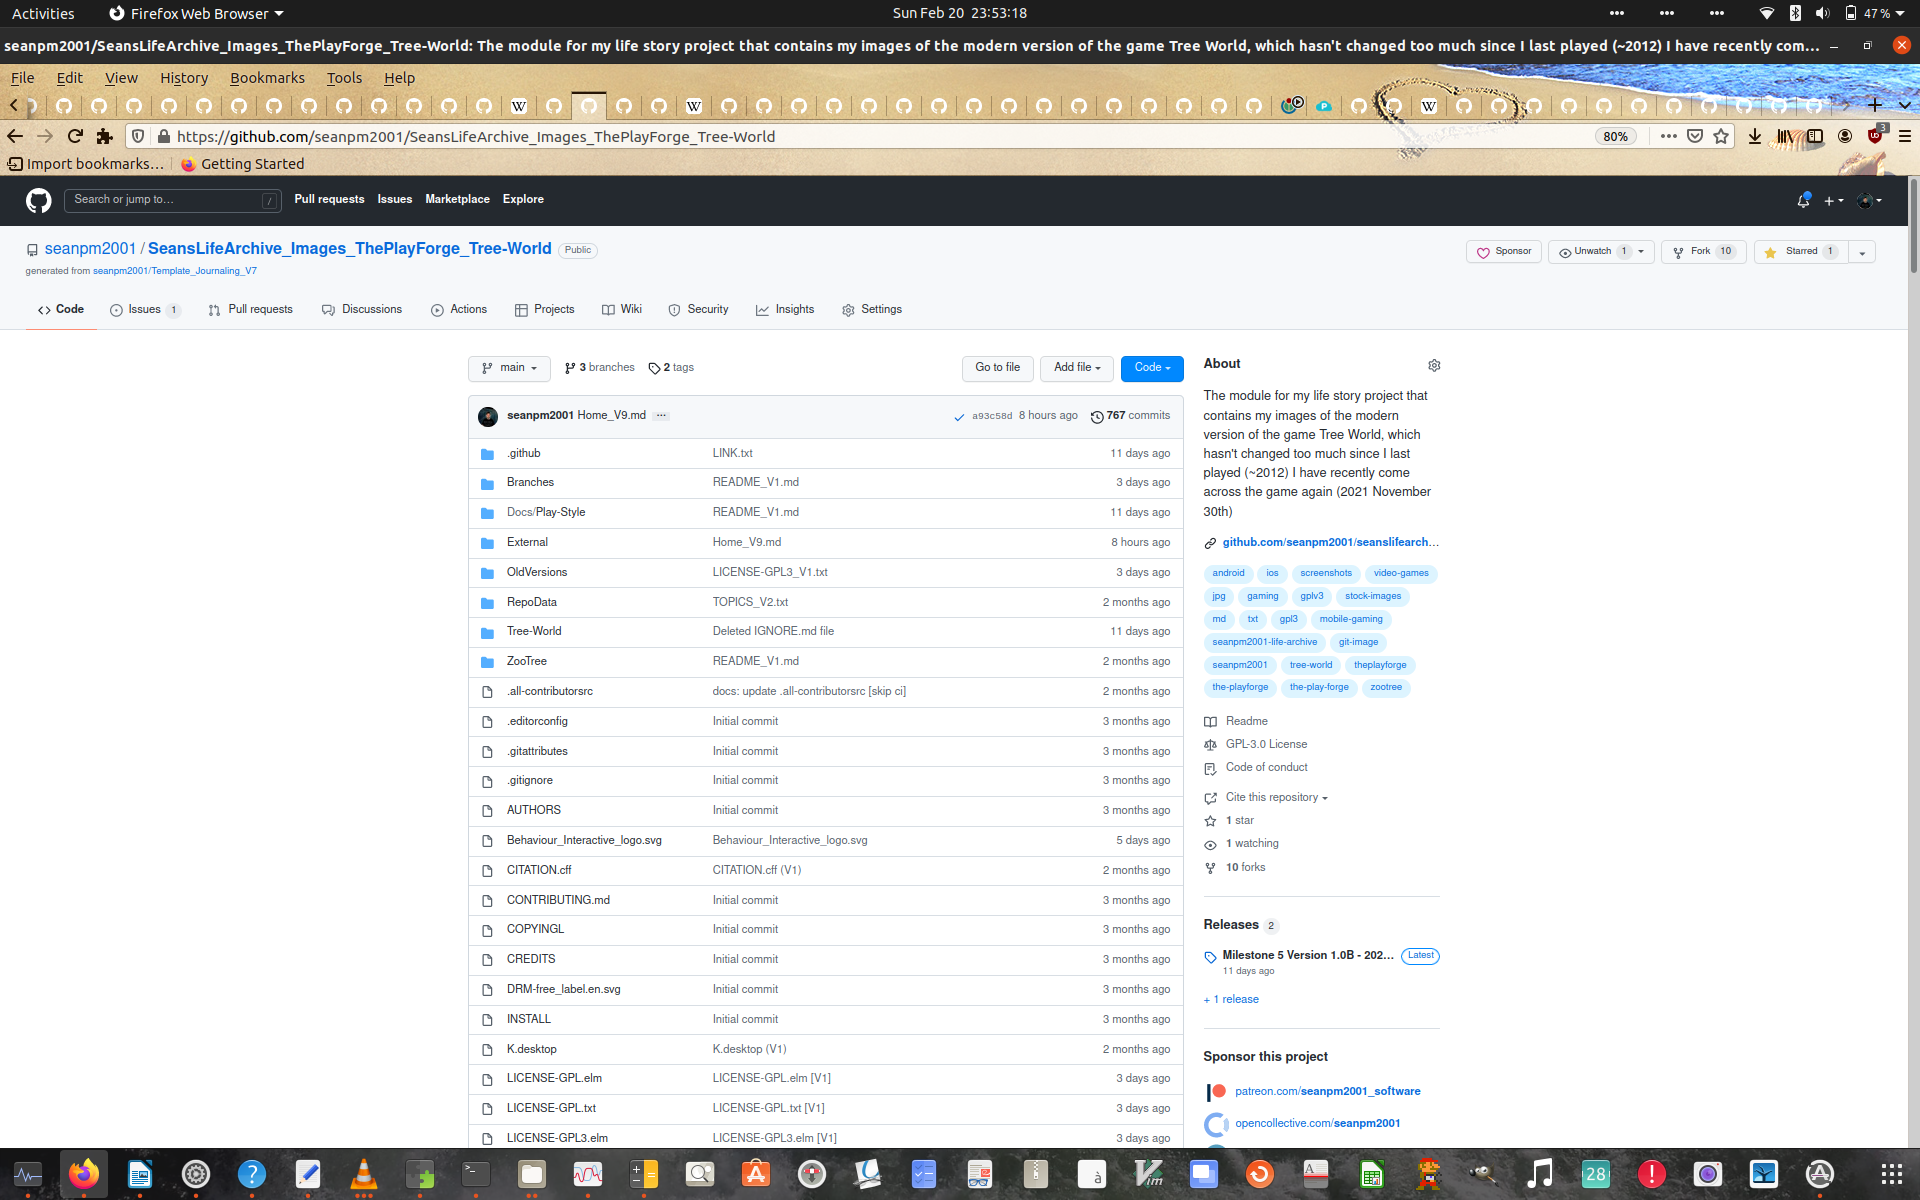 Activities Firefox Web Browser Sun Feb 20 23:53:18 47 %
seanpm2001/SeansLifeArchive_Images_ThePlayForge_Tree-World: The module for my life story project that contains my images of the modern version of the game Tree World, which hasn't changed too much since I last played (~2012) I have recently com…
File Edit View History Bookmarks Tools Help
https://github.com/seanpm2001/SeansLifeArchive_Images_ThePlayForge_Tree-World 80% 3
Import bookmarks… Getting Started
Search or jump to… / Pull requests Issues Marketplace Explore
seanpm2001 / SeansLifeArchive_Images_ThePlayForge_Tree-World Public Sponsor Unwatch 1 Fork 10 Starred 1
generated from seanpm2001/Template_Journaling_V7
Code Issues 1 Pull requests Discussions Actions Projects Wiki Security Insights Settings
main 3 branches 2 tags Go to file Add file Code
seanpm2001 Home_V9.md ... a93c58d 8 hours ago 767 commits
.github LINK.txt 11 days ago
Branches README_V1.md 3 days ago
Docs/Play-Style README_V1.md 11 days ago
External Home_V9.md 8 hours ago
OldVersions LICENSE-GPL3_V1.txt 3 days ago
RepoData TOPICS_V2.txt 2 months ago
Tree-World Deleted IGNORE.md file 11 days ago
ZooTree README_V1.md 2 months ago
.all-contributorsrc docs: update .all-contributorsrc [skip ci] 2 months ago
.editorconfig Initial commit 3 months ago
.gitattributes Initial commit 3 months ago
.gitignore Initial commit 3 months ago
AUTHORS Initial commit 3 months ago
Behaviour_Interactive_logo.svg Behaviour_Interactive_logo.svg 5 days ago
CITATION.cff CITATION.cff (V1) 2 months ago
CONTRIBUTING.md Initial commit 3 months ago
COPYINGL Initial commit 3 months ago
CREDITS Initial commit 3 months ago
DRM-free_label.en.svg Initial commit 3 months ago
INSTALL Initial commit 3 months ago
K.desktop K.desktop (V1) 2 months ago
LICENSE-GPL.elm LICENSE-GPL.elm [V1] 3 days ago
LICENSE-GPL.txt LICENSE-GPL.txt [V1] 3 days ago
LICENSE-GPL3.elm LICENSE-GPL3.elm [V1] 3 days ago
About
The module for my life story project that
contains my images of the modern
version of the game Tree World, which
hasn't changed too much since I last
played (~2012) I have recently come
across the game again (2021 November
30th)
github.com/seanpm2001/seanslifearch…
android ios screenshots video-games
jpg gaming gplv3 stock-images
md txt gpl3 mobile-gaming
seanpm2001-life-archive git-image
seanpm2001 tree-world theplayforge
the-playforge the-play-forge zootree
Readme
GPL-3.0 License
Code of conduct
Cite this repository
1 star
1 watching
10 forks
Releases 2
Milestone 5 Version 1.0B - 202… Latest
11 days ago
+ 1 release
Sponsor this project
patreon.com/seanpm2001_software
opencollective.com/seanpm2001
28